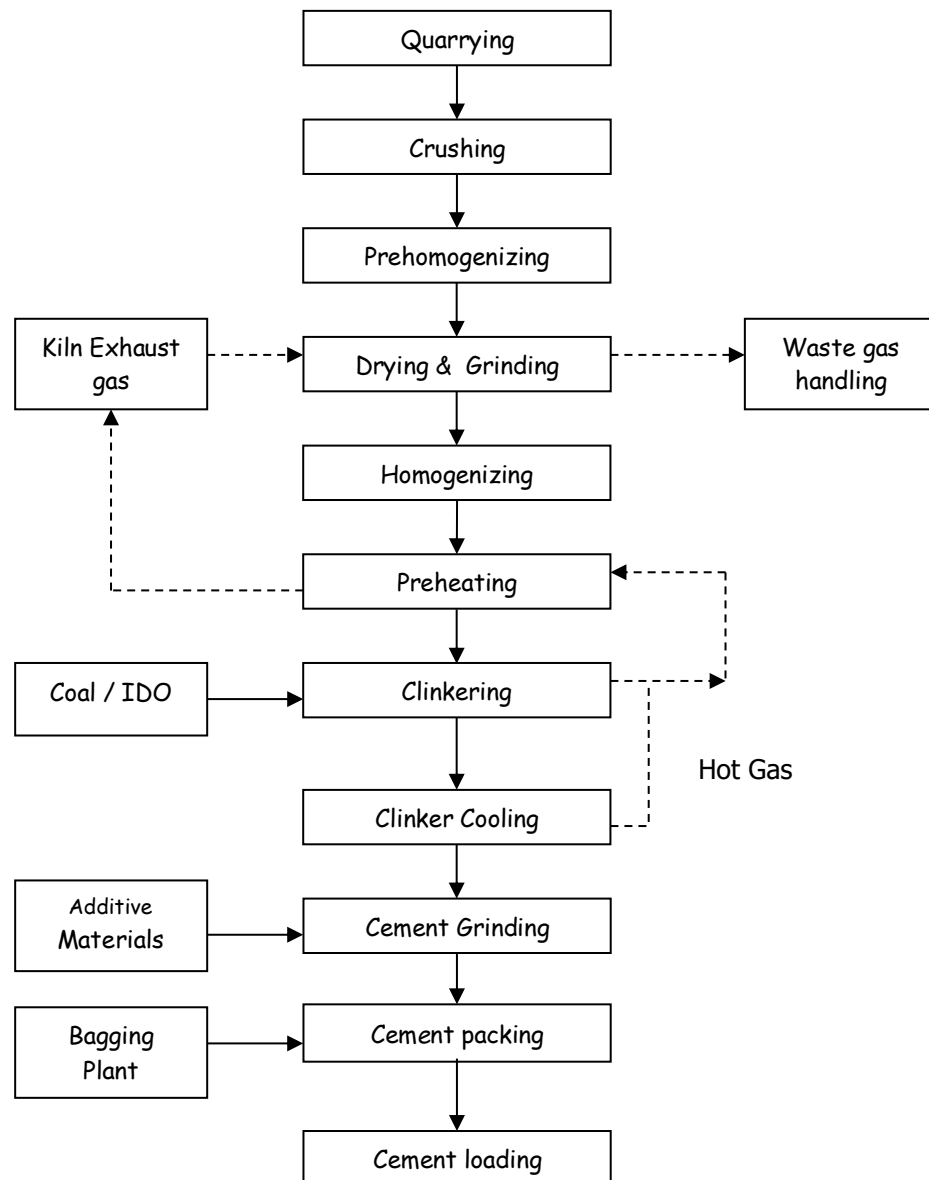 Quarrying
Crushing
Prehomogenizing
Kiln Exhaust
gas
Drying & Grinding
Waste gas
handling
Homogenizing
Preheating
Coal / IDO
Clinkering
Hot Gas
Clinker Cooling
Additive
Materials
Cement Grinding
Bagging
Plant
Cement packing
Cement loading